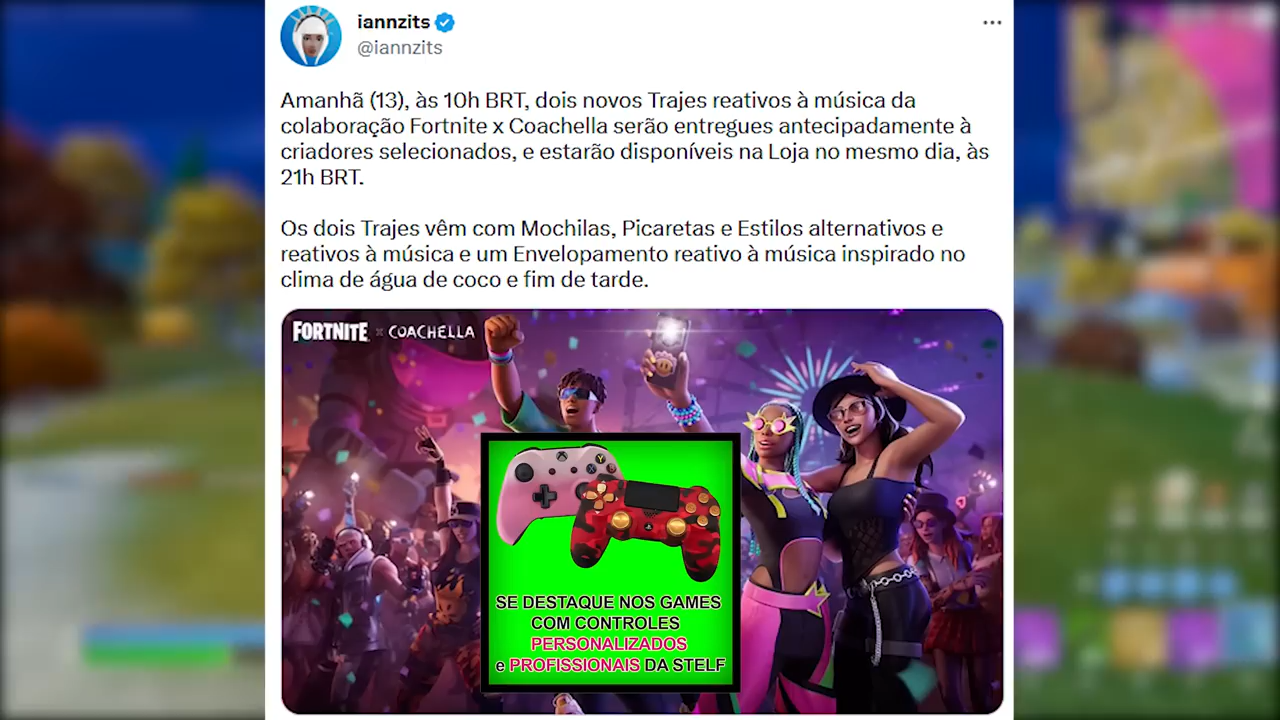 iannzits
@iannzits
Amanhã (13), às 10h BRT, dois novos Trajes reativos à música da
colaboração Fortnite x Coachella serão entregues antecipadamente à
criadores selecionados, e estarão disponíveis na Loja no mesmo dia, às
21h BRT.
Os dois Trajes vêm com Mochilas, Picaretas e Estilos alternativos e
reativos à música e um Envelopamento reativo à música inspirado no
clima de água de coco e fim de tarde.
FORTNITE x COACHELLA
SE DESTAQUE NOS GAMES
COM CONTROLES
PERSONALIZADOS
e PROFISSIONAIS DA STELF